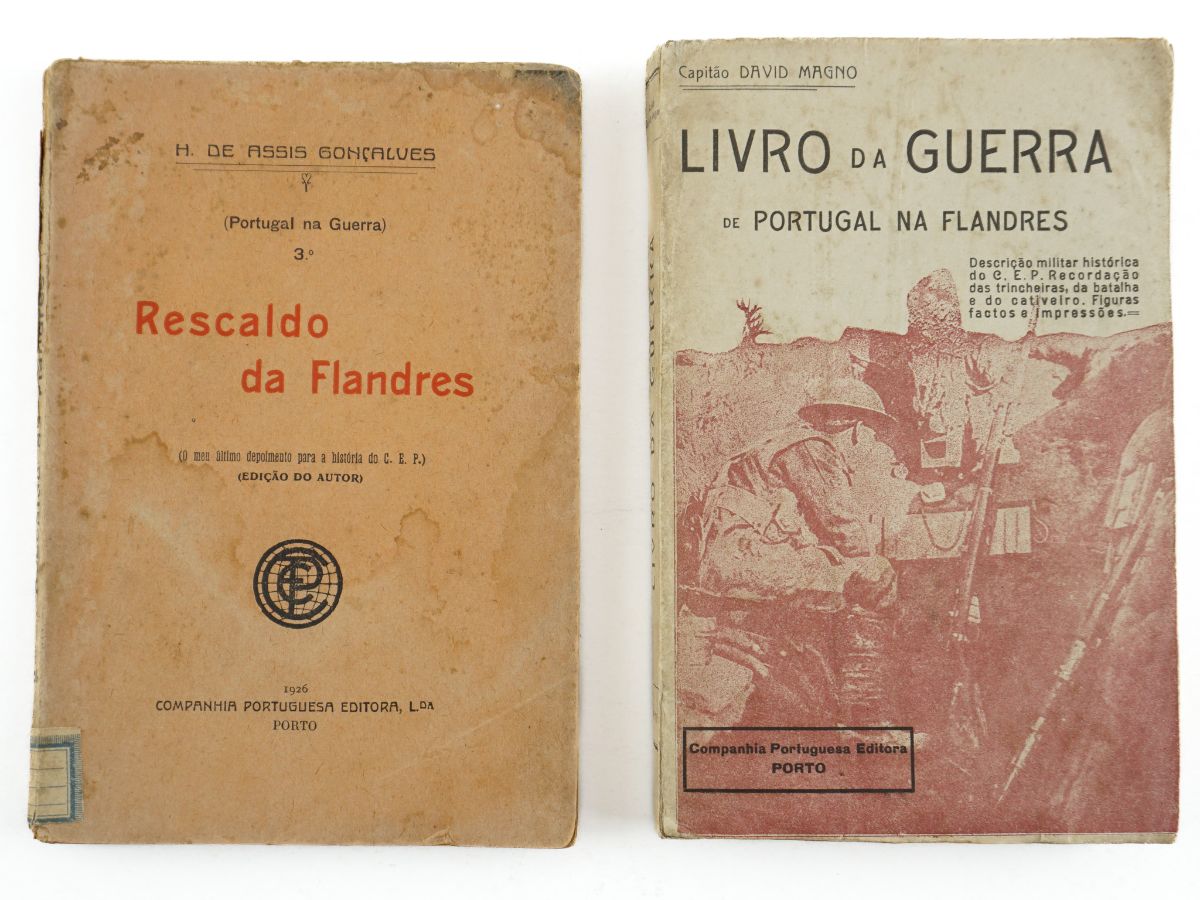 H. DE ASSIS GONÇALVES
(Portugal na Guerra)
3.º
Rescaldo
da Flandres
(O meu último depoimento para a história do C. E. P.)
(EDIÇÃO DO AUTOR)
1926
COMPANHIA PORTUGUESA EDITORA, L.DA
PORTO
Capitão DAVID MAGNO
LIVRO DA GUERRA
DE PORTUGAL NA FLANDRES
Descrição militar histórica
do C. E. P. Recordação
das trincheiras, da batalha
e do cativeiro. Figuras
factos e impressões.
Companhia Portuguesa Editora
PORTO